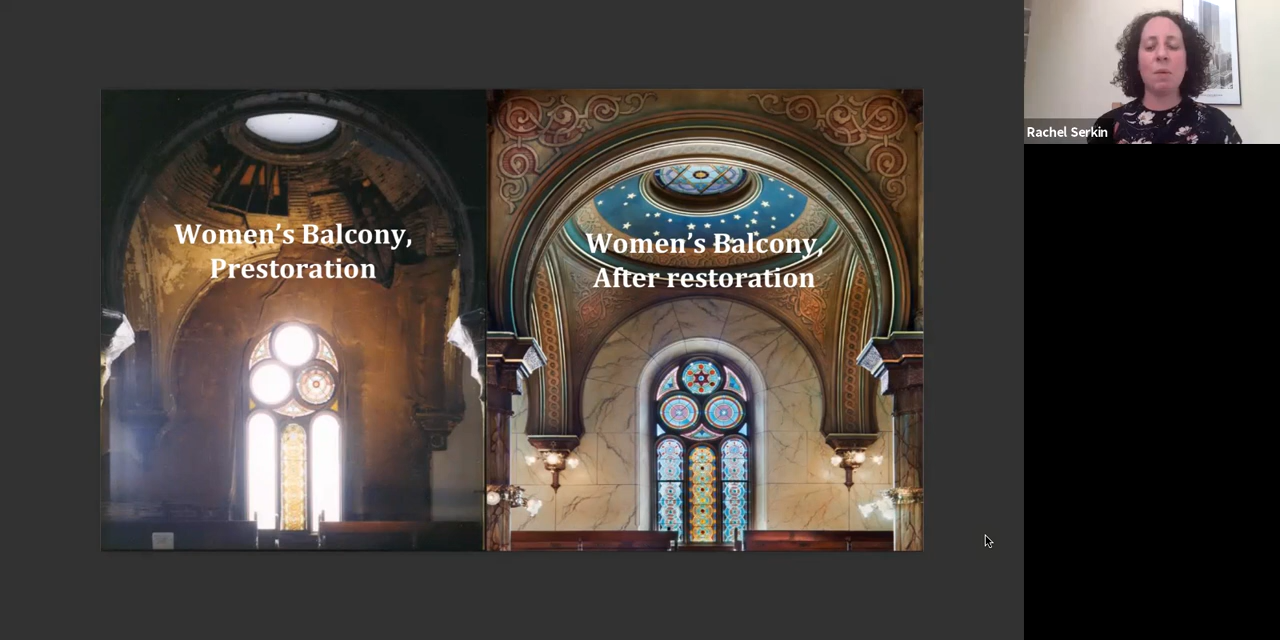 Women's Balcony,
Prestoration
Women's Balcony,
After restoration
Rachel Serkin